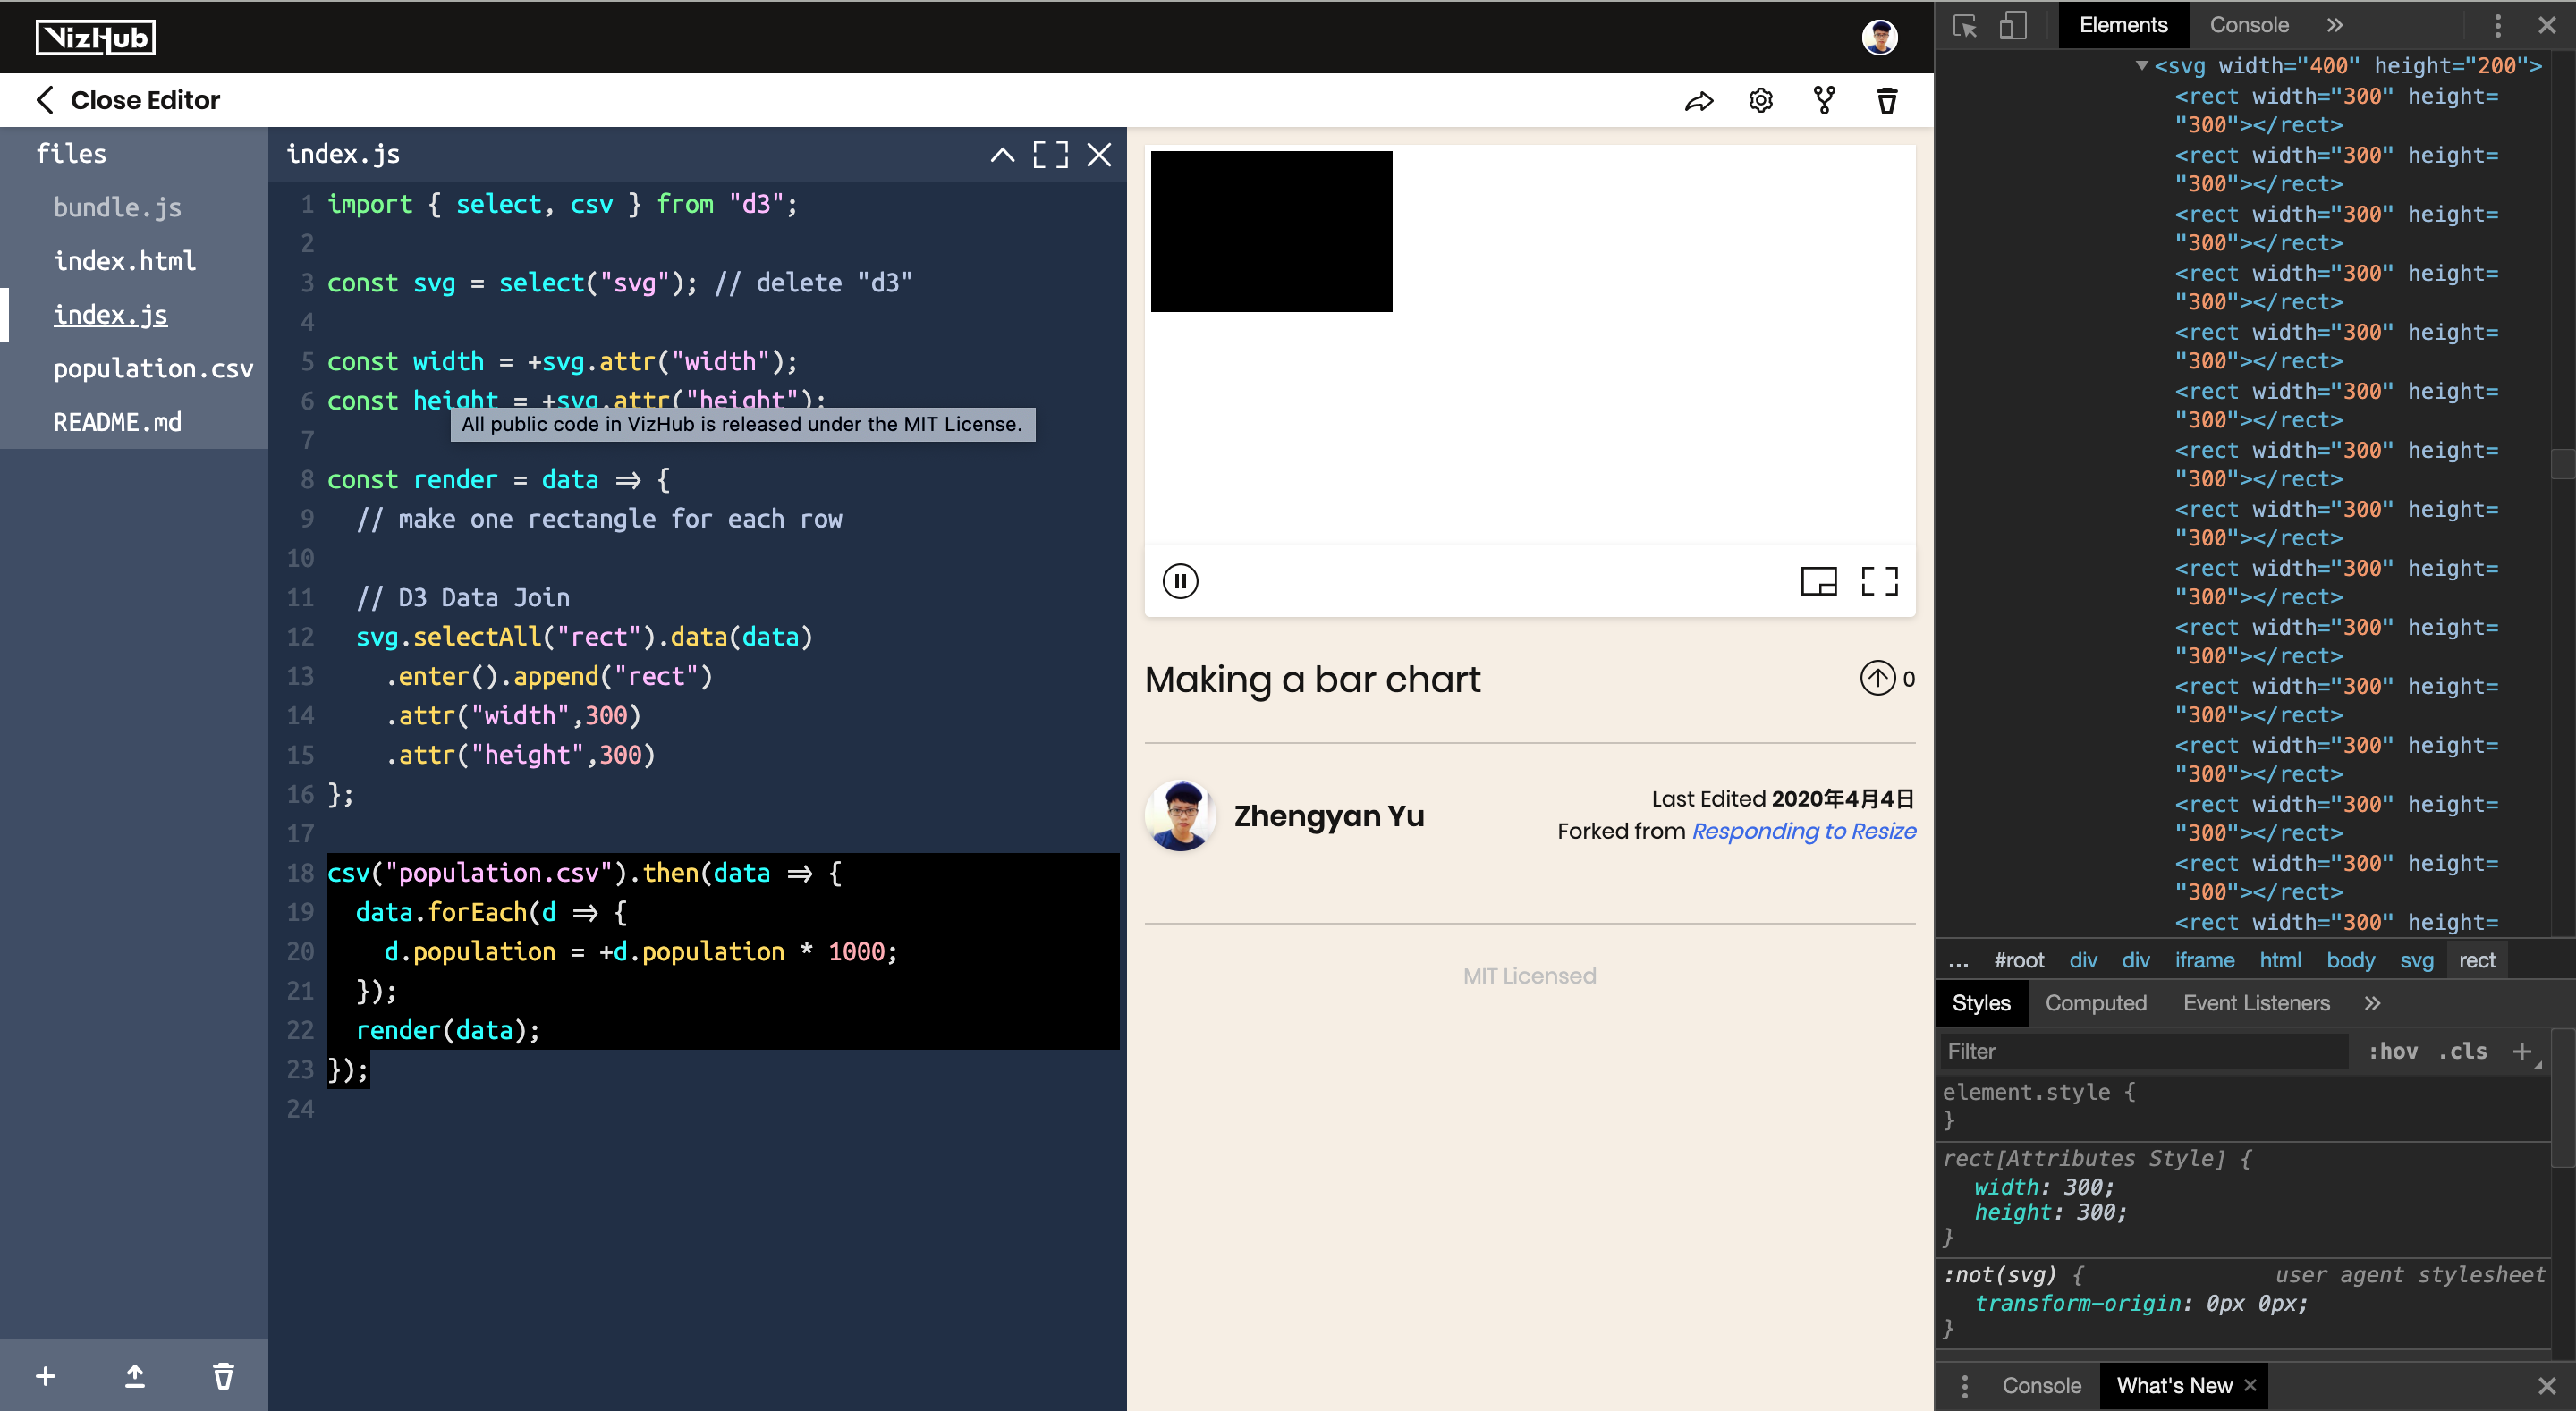 VizHub
Close Editor
files
bundle.js
index.html
index.js
population.csv
README.md
index.js
1 import { select, csv } from "d3";
2
3 const svg = select("svg"); // delete "d3"
4
5 const width = +svg.attr("width");
6 const height = +svg.attr("height");
All public code in VizHub is released under the MIT License.
7
8 const render = data => {
9 // make one rectangle for each row
10
11 // D3 Data Join
12 svg.selectAll("rect").data(data)
13 .enter().append("rect")
14 .attr("width",300)
15 .attr("height",300)
16 };
17
18 csv("population.csv").then(data => {
19 data.forEach(d => {
20 d.population = +d.population * 1000;
21 });
22 render(data);
23 });
24
Making a bar chart
0
Zhengyan Yu
Last Edited 2020年4月4日
Forked from Responding to Resize
MIT Licensed
Elements Console »
<svg width="400" height="200">
<rect width="300" height=
"300"></rect>
<rect width="300" height=
"300"></rect>
<rect width="300" height=
"300"></rect>
<rect width="300" height=
"300"></rect>
<rect width="300" height=
"300"></rect>
<rect width="300" height=
"300"></rect>
<rect width="300" height=
"300"></rect>
<rect width="300" height=
"300"></rect>
<rect width="300" height=
"300"></rect>
<rect width="300" height=
"300"></rect>
<rect width="300" height=
"300"></rect>
<rect width="300" height=
"300"></rect>
<rect width="300" height=
"300"></rect>
<rect width="300" height=
"300"></rect>
<rect width="300" height=
... #root div div iframe html body svg rect
Styles Computed Event Listeners »
Filter :hov .cls +
element.style {
}
rect[Attributes Style] {
width: 300;
height: 300;
}
:not(svg) { user agent stylesheet
transform-origin: 0px 0px;
}
Console What's New ×